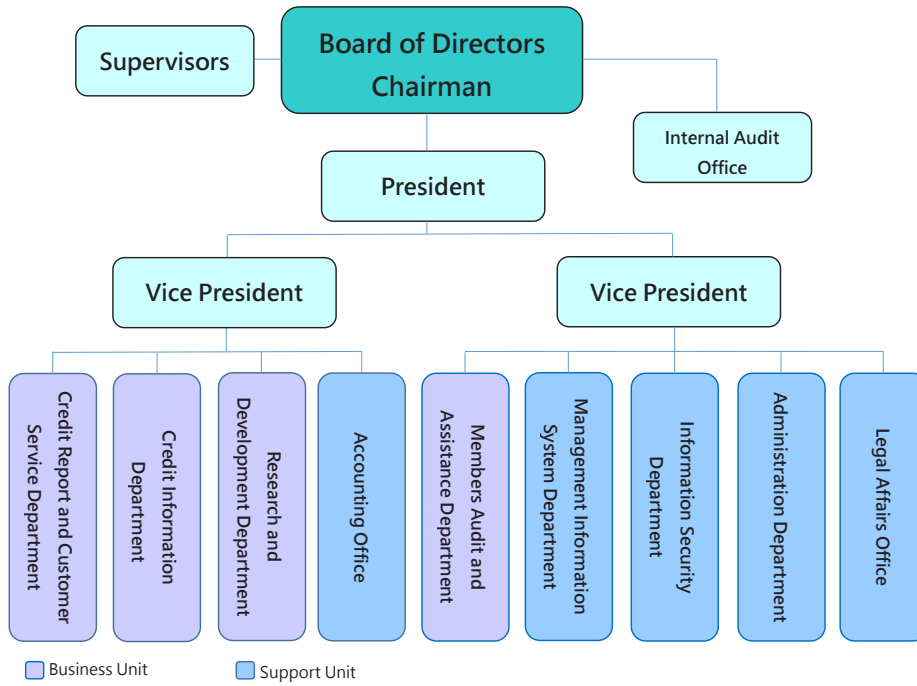 Board of Directors
Chairman
Supervisors
Internal Audit
Office
President
Vice President
Vice President
Credit Report and Customer
Service Department
Credit Information
Department
Research and
Development Department
Accounting Office
Members Audit and
Assistance Department
Management Information
System Department
Information Security
Department
Administration Department
Legal Affairs Office
Business Unit
Support Unit